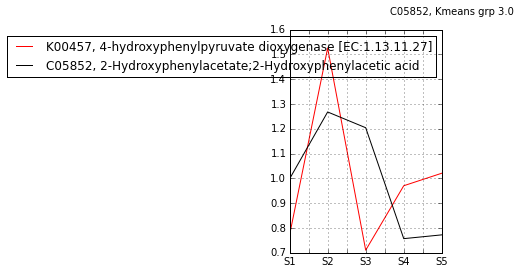 C05852, Kmeans grp 3.0
K00457, 4-hydroxyphenylpyruvate dioxygenase [EC:1.13.11.27]
C05852, 2-Hydroxyphenylacetate;2-Hydroxyphenylacetic acid
1.6
1.5
1.4
1.3
1.2
1.1
1.0
0.9
0.8
0.7
S1 S2 S3 S4 S5